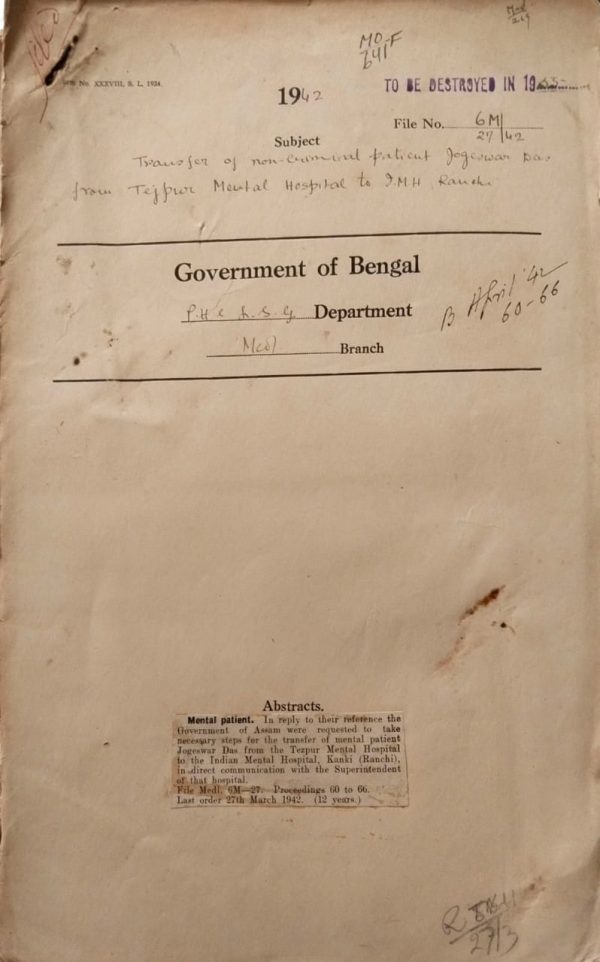 No. XXXVIII, S. L., 1924.
MO-F
641
1942
TO BE DESTROYED IN 19
File No. 6M/
27/42
Subject
Transfer of non-criminal patient Jogeswar Das
from Tejpur Mental Hospital to I.M.H Ranchi
Government of Bengal
P.H & L.S.G. Department
B April '42
60-66
Medl Branch
Abstracts.
Mental patient. In reply to their reference the
Government of Assam were requested to take
necessary steps for the transfer of mental patient
Jogeswar Das from the Tezpur Mental Hospital
to the Indian Mental Hospital, Kanki (Ranchi),
in direct communication with the Superintendent
of that hospital.
File Medl. 6M—27. Proceedings 60 to 66.
Last order 27th March 1942. (12 years.)
27/3